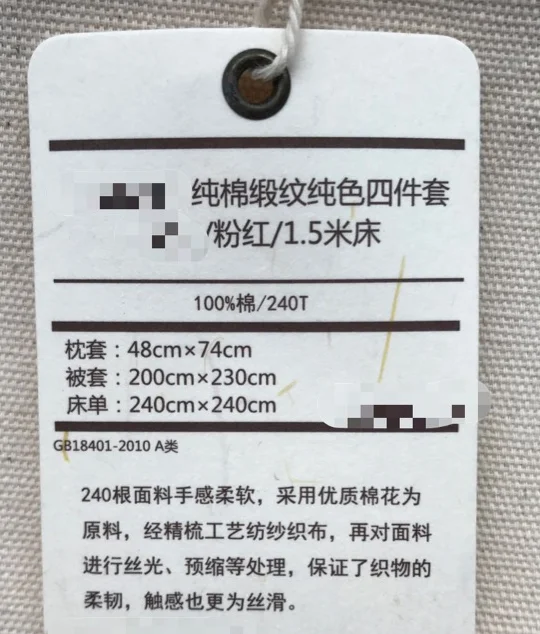 纯棉缎纹纯色四件套
/粉红/1.5米床
100%棉/240T
枕套：48cm×74cm
被套：200cm×230cm
床单：240cm×240cm
GB18401-2010 A类
240根面料手感柔软，采用优质棉花为
原料，经精梳工艺纺纱织布，再对面料
进行丝光、预缩等处理，保证了织物的
柔韧，触感也更为丝滑。